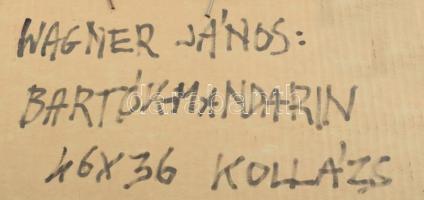 WAGNER JÁNOS:
BARTÓK MANDARIN
46X36 KOLLÁZS